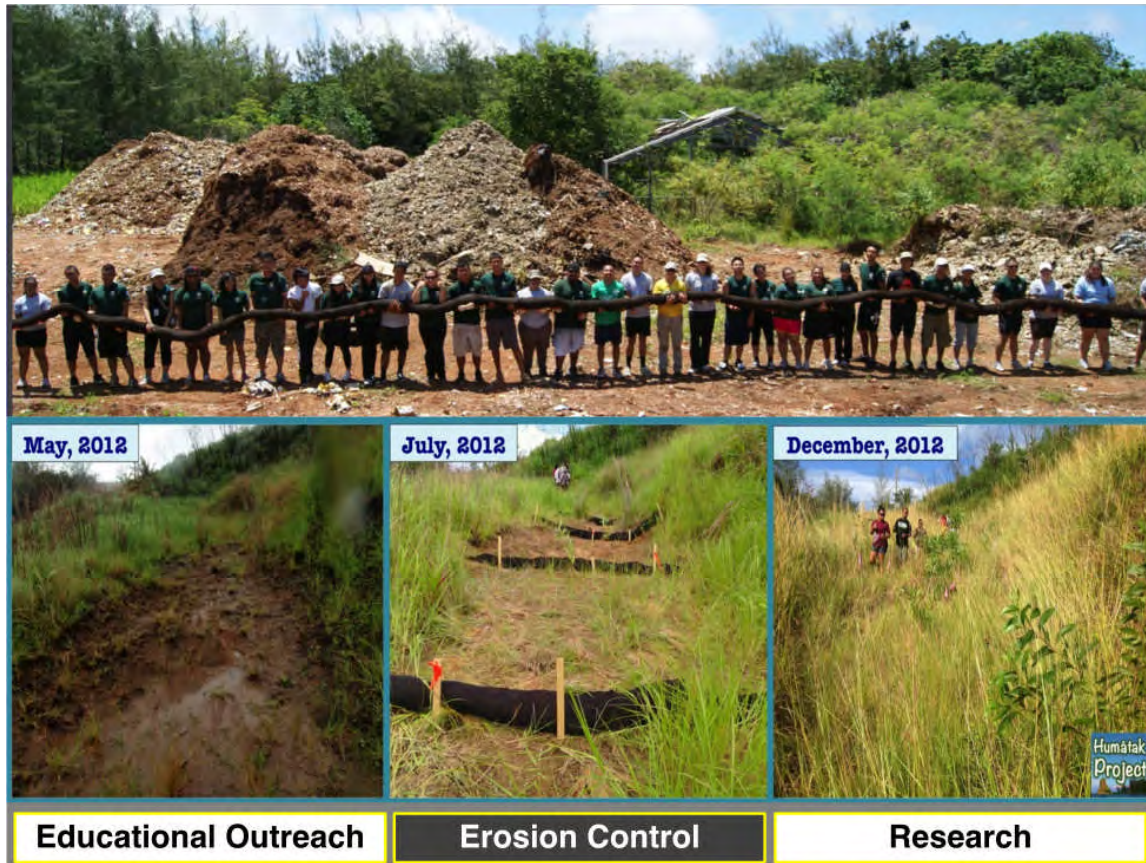 May, 2012
July, 2012
December, 2012
Humåtak
Project
Educational Outreach
Erosion Control
Research